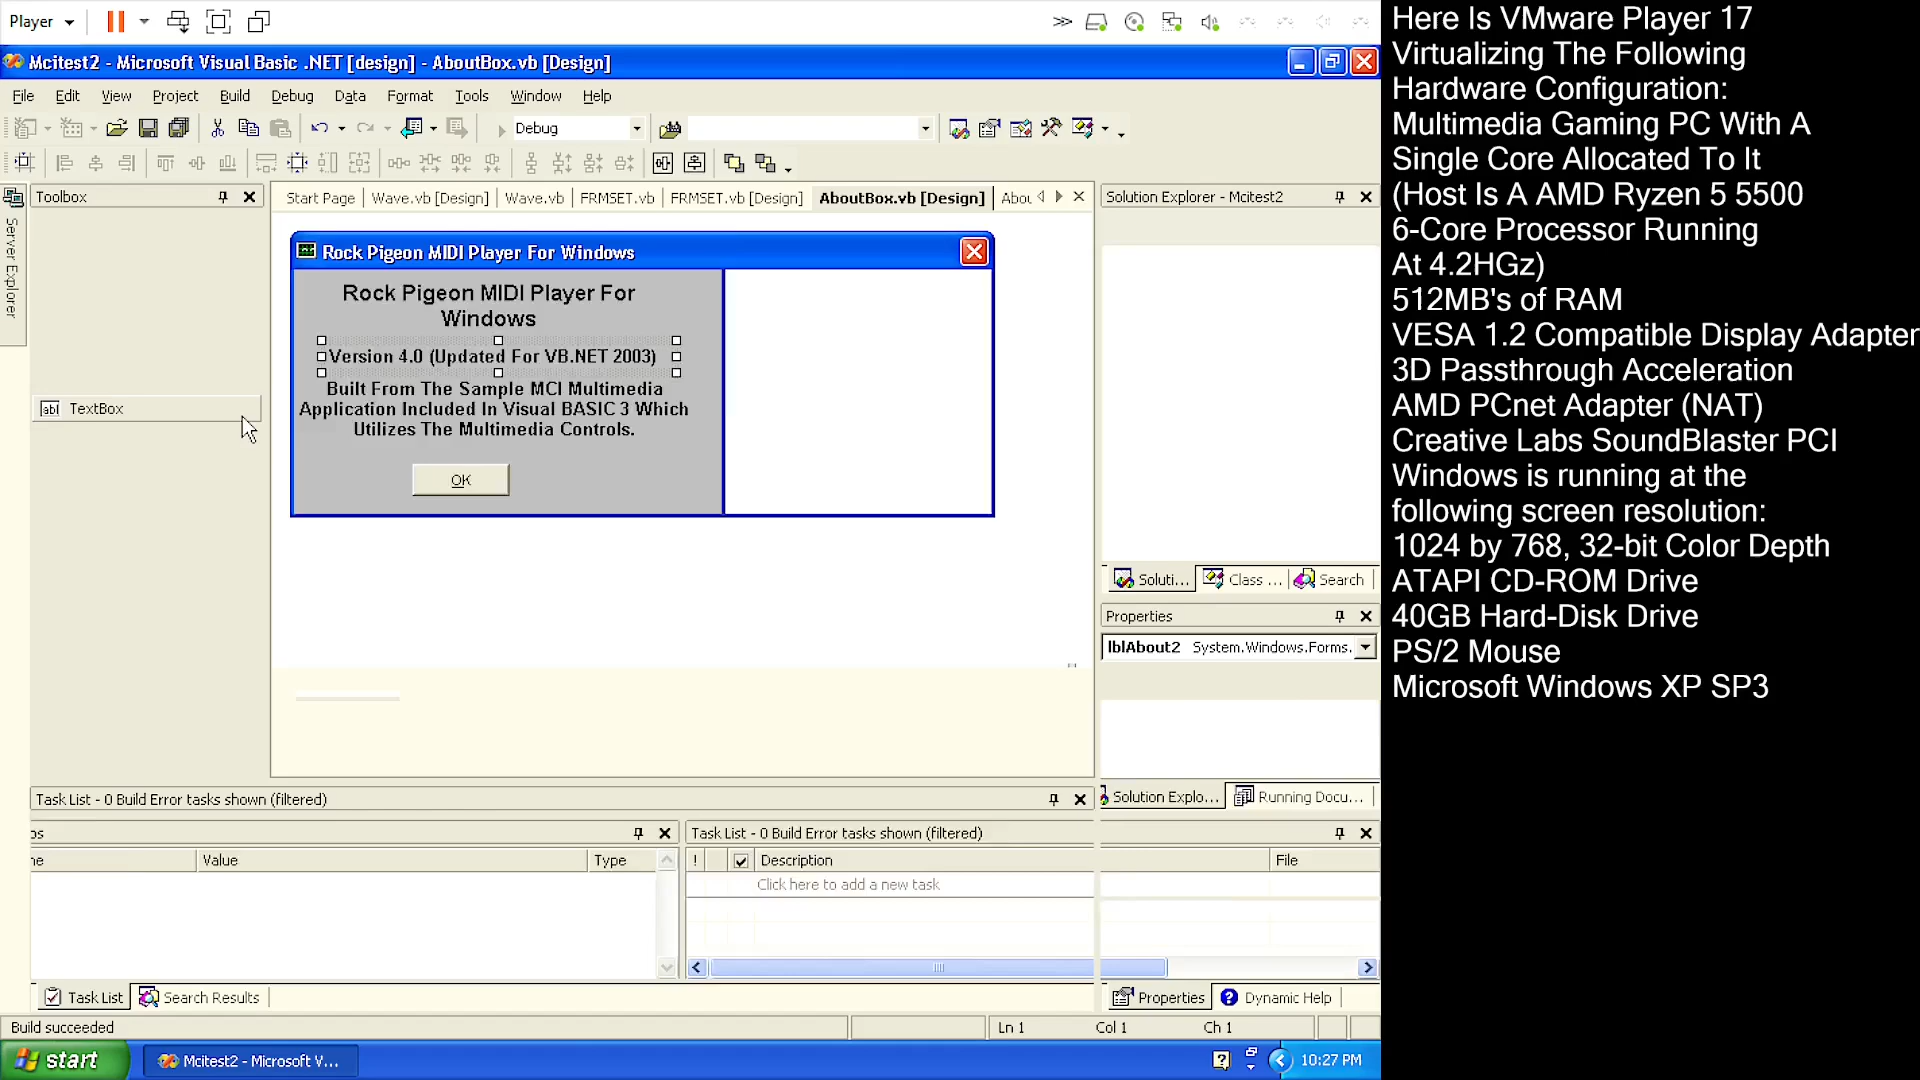 Player
Mcitest2 - Microsoft Visual Basic .NET [design] - AboutBox.vb [Design]
File Edit View Project Build Debug Data Format Tools Window Help
Debug
Toolbox
Start Page Wave.vb [Design] Wave.vb FRMSET.vb FRMSET.vb [Design] AboutBox.vb [Design] Abou
Solution Explorer - Mcitest2
Server Explorer
Rock Pigeon MIDI Player For Windows
Rock Pigeon MIDI Player For
Windows
Version 4.0 (Updated For VB.NET 2003)
Built From The Sample MCI Multimedia
Application Included In Visual BASIC 3 Which
Utilizes The Multimedia Controls.
OK
abl TextBox
Soluti... Class ... Search
Properties
lblAbout2 System.Windows.Forms.
Task List - 0 Build Error tasks shown (filtered)
Solution Explo... Running Docu...
os
Task List - 0 Build Error tasks shown (filtered)
ne Value Type
! Description File
Click here to add a new task
Task List Search Results
Properties Dynamic Help
Build succeeded Ln 1 Col 1 Ch 1
start Mcitest2 - Microsoft V... 10:27 PM
Here Is VMware Player 17
Virtualizing The Following
Hardware Configuration:
Multimedia Gaming PC With A
Single Core Allocated To It
(Host Is A AMD Ryzen 5 5500
6-Core Processor Running
At 4.2HGz)
512MB's of RAM
VESA 1.2 Compatible Display Adapter
3D Passthrough Acceleration
AMD PCnet Adapter (NAT)
Creative Labs SoundBlaster PCI
Windows is running at the
following screen resolution:
1024 by 768, 32-bit Color Depth
ATAPI CD-ROM Drive
40GB Hard-Disk Drive
PS/2 Mouse
Microsoft Windows XP SP3